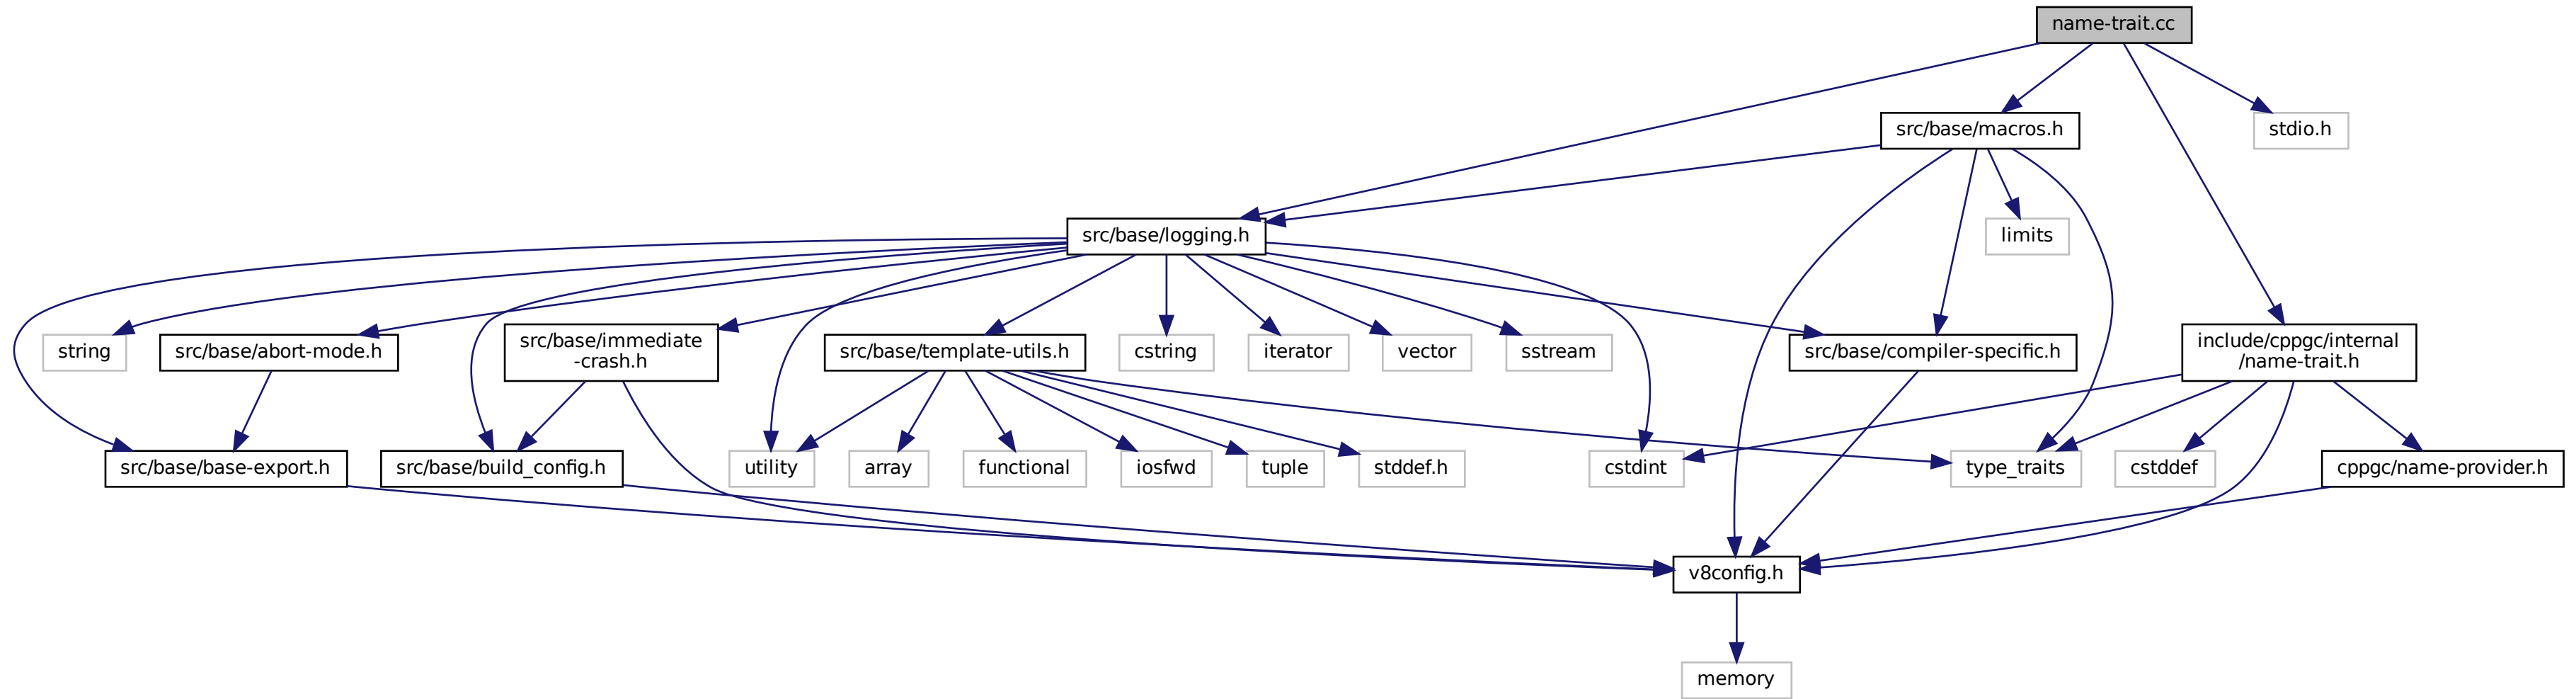 name-trait.cc
src/base/macros.h
stdio.h
src/base/logging.h
limits
string
src/base/abort-mode.h
src/base/immediate
-crash.h
src/base/template-utils.h
cstring
iterator
vector
sstream
src/base/compiler-specific.h
include/cppgc/internal
/name-trait.h
src/base/base-export.h
src/base/build_config.h
utility
array
functional
iosfwd
tuple
stddef.h
cstdint
type_traits
cstddef
cppgc/name-provider.h
v8config.h
memory